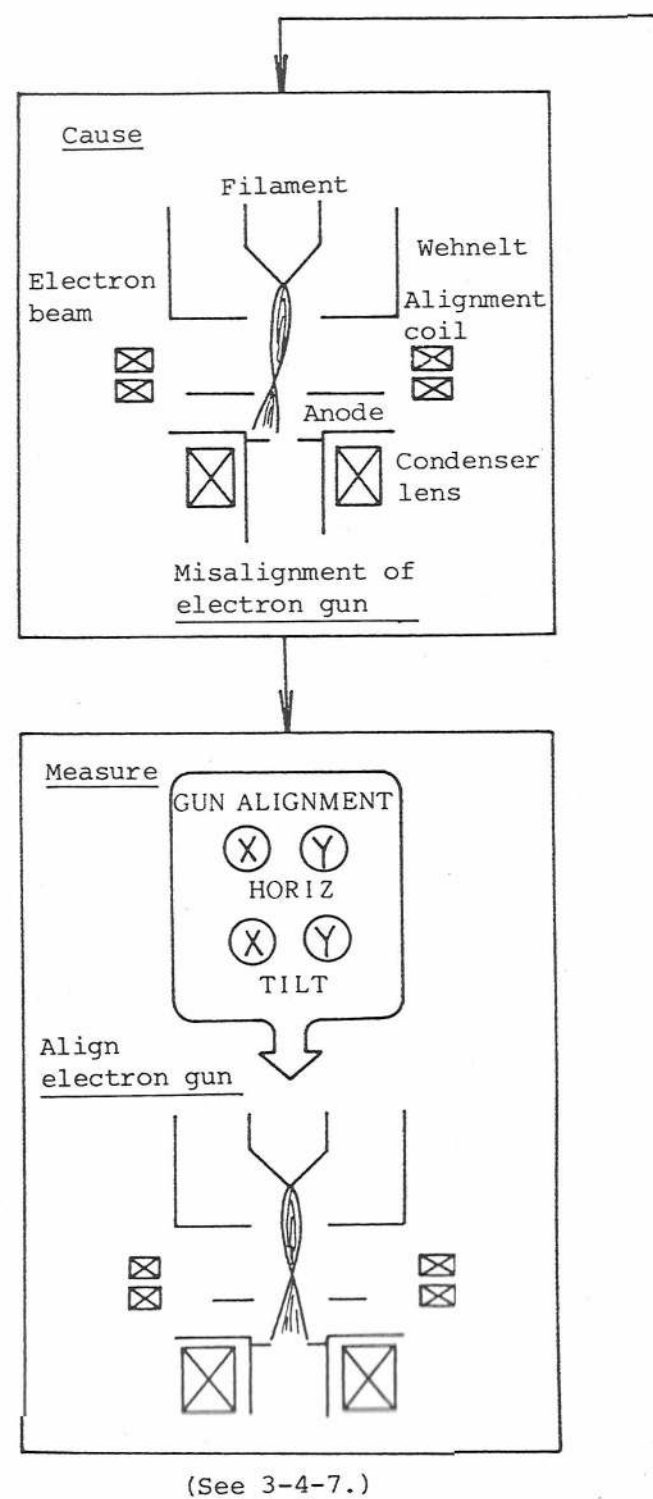 Cause
Filament
Wehnelt
Electron
beam
Alignment
coil
Anode
Condenser
lens
Misalignment of
electron gun
Measure
GUN ALIGNMENT
X Y
HORIZ
X Y
TILT
Align
electron gun
(See 3-4-7.)